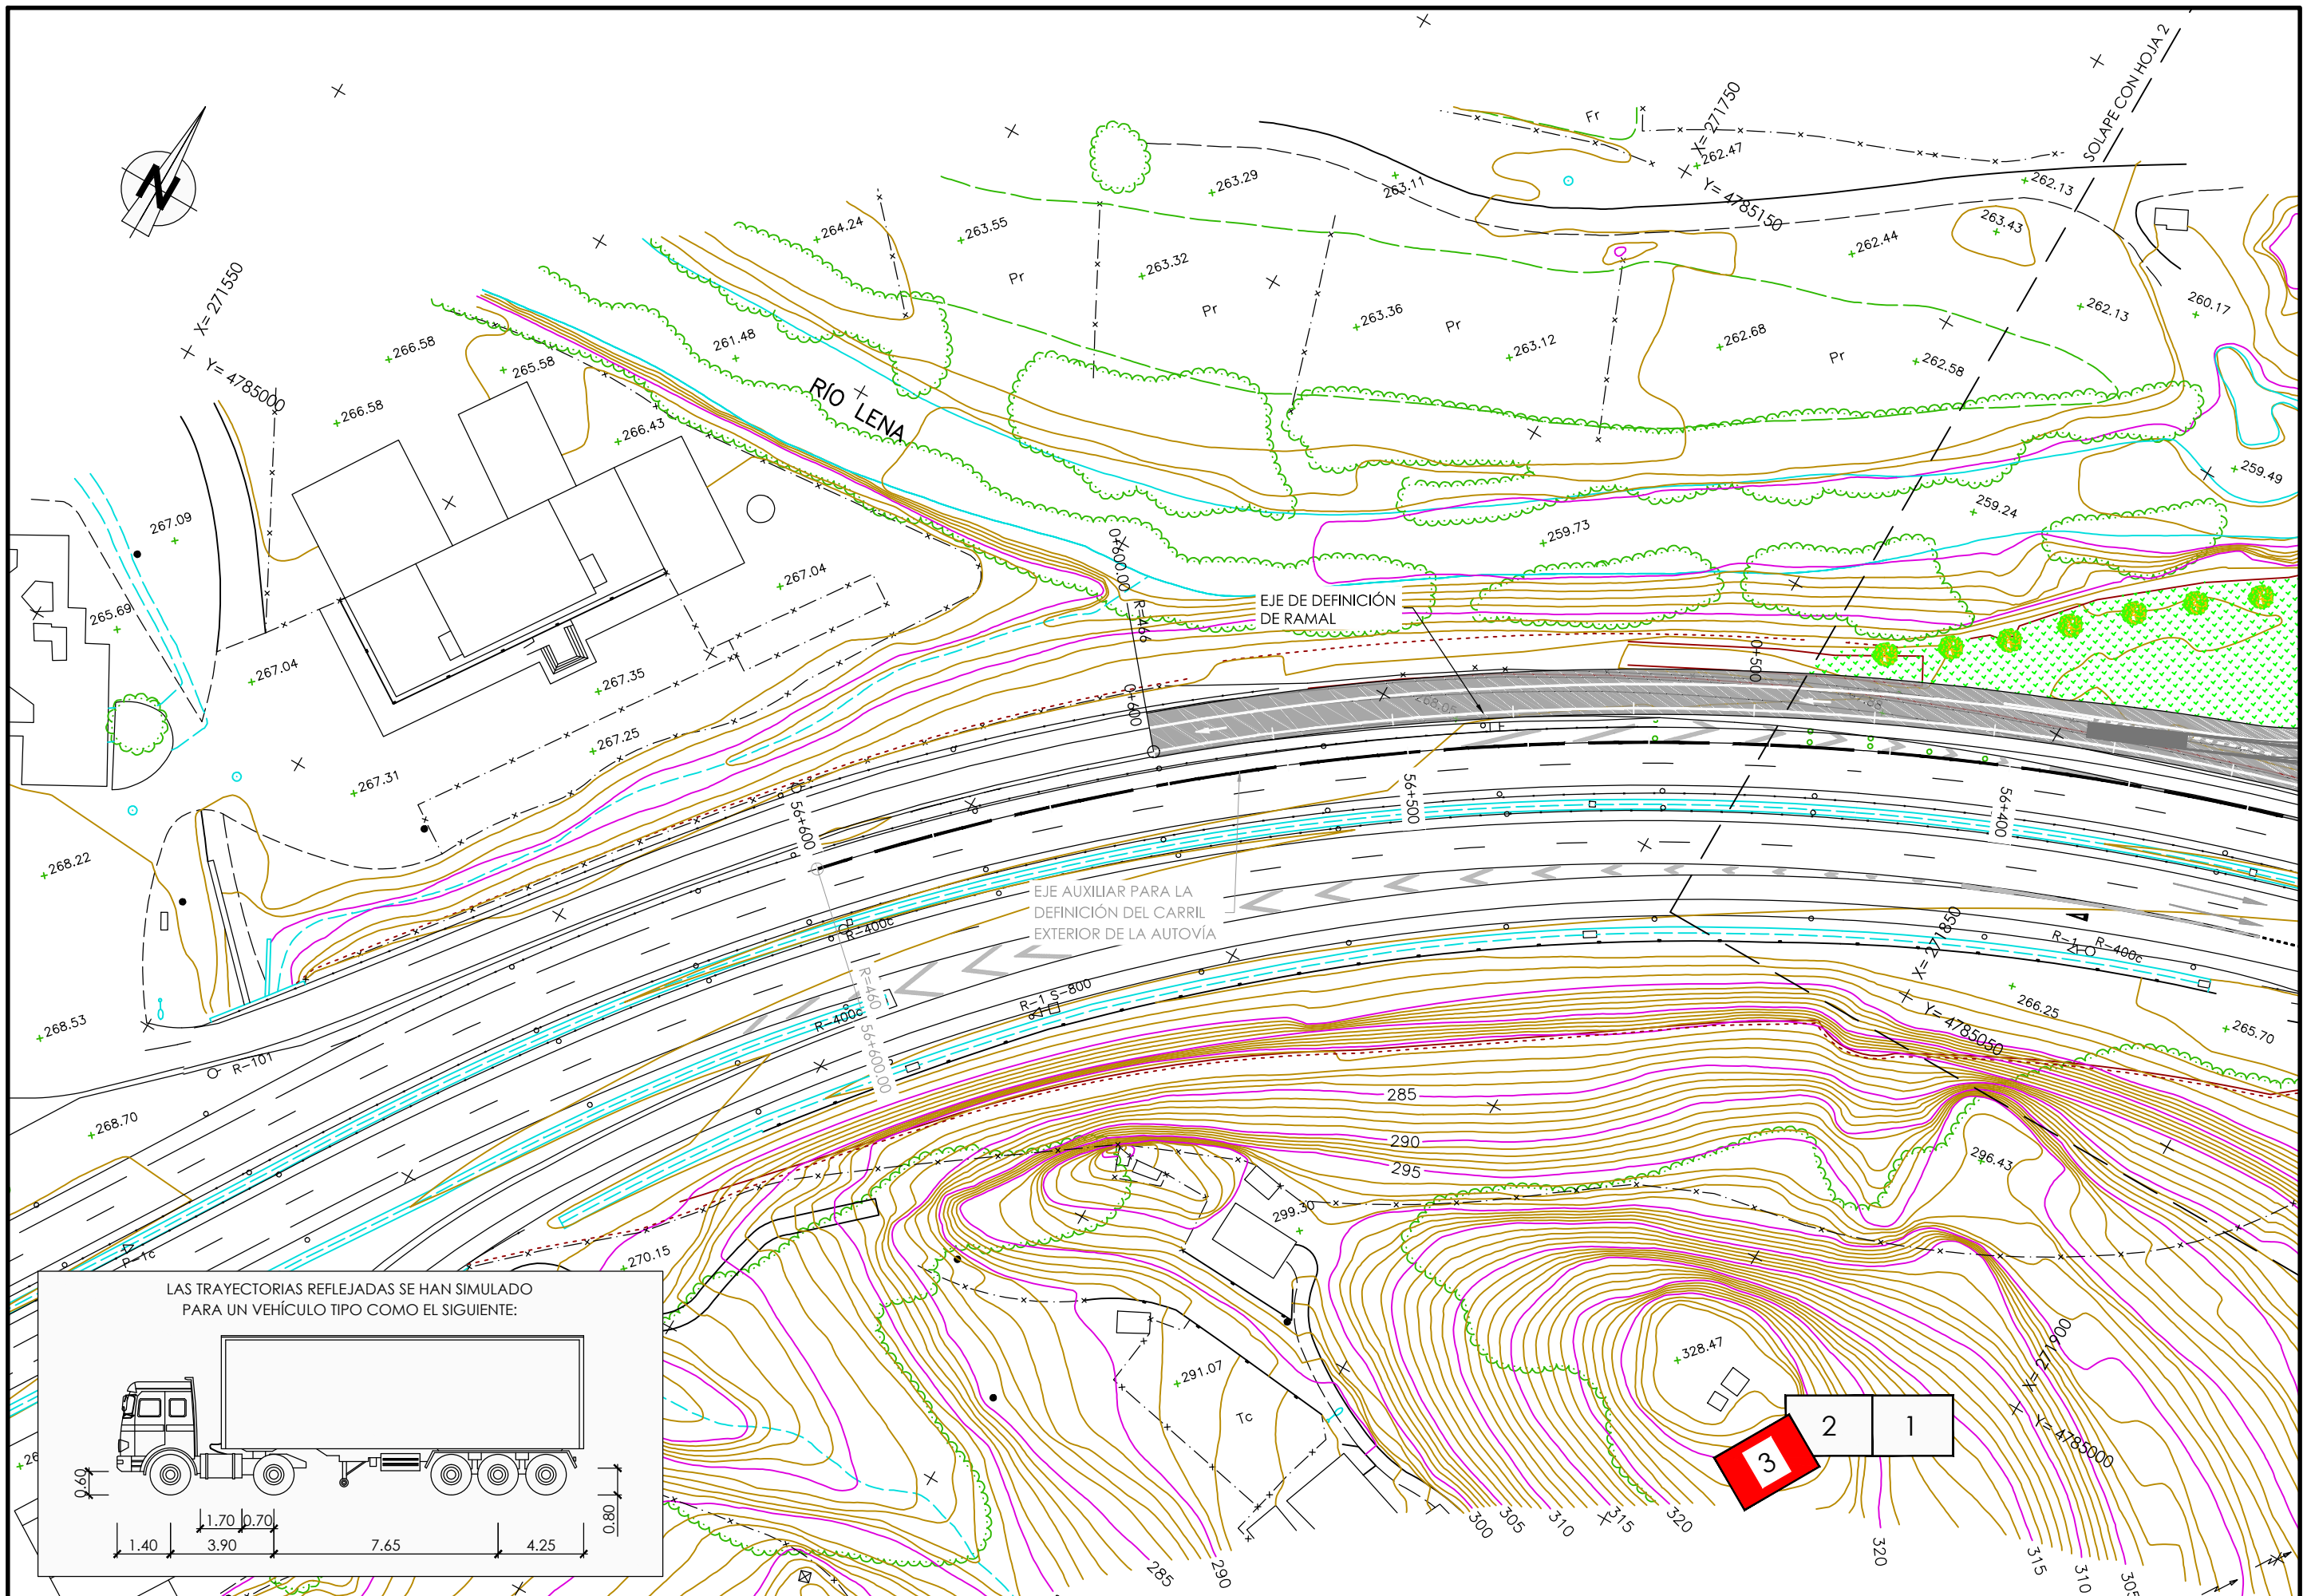 SOLAPE CON HOJA 2
Fr
X= 271750
262.47
Y= 4785150
263.29
263.11
262.13
263.43
264.24
263.55
262.44
Pr
263.32
Pr
263.36
Pr
263.12
262.68
Pr
262.58
262.13
260.17
X= 271550
Y= 4785000
266.58
265.58
261.48
266.58
266.43
RÍO LENA
267.09
265.69
267.04
267.04
267.35
267.25
267.31
259.49
259.24
259.73
0+600.00
R=466
EJE DE DEFINICIÓN
DE RAMAL
0+500
0+600
268.05
56+600
56+500
56+400
268.22
268.53
268.70
EJE AUXILIAR PARA LA
DEFINICIÓN DEL CARRIL
EXTERIOR DE LA AUTOVÍA
R-400c
R=460
56+600.00
R-400c
R-1 S-800
R-101
R-1
R-400c
X= 271850
Y= 4785050
266.25
265.70
285
290
295
296.43
299.30
270.15
P-1c
328.47
291.07
Tc
X= 271900
Y= 4785000
LAS TRAYECTORIAS REFLEJADAS SE HAN SIMULADO
PARA UN VEHÍCULO TIPO COMO EL SIGUIENTE:
0.60
0.80
1.70 0.70
1.40 3.90 7.65 4.25
3 2 1
285
290
300
305
310
315
320
320
315
310
305